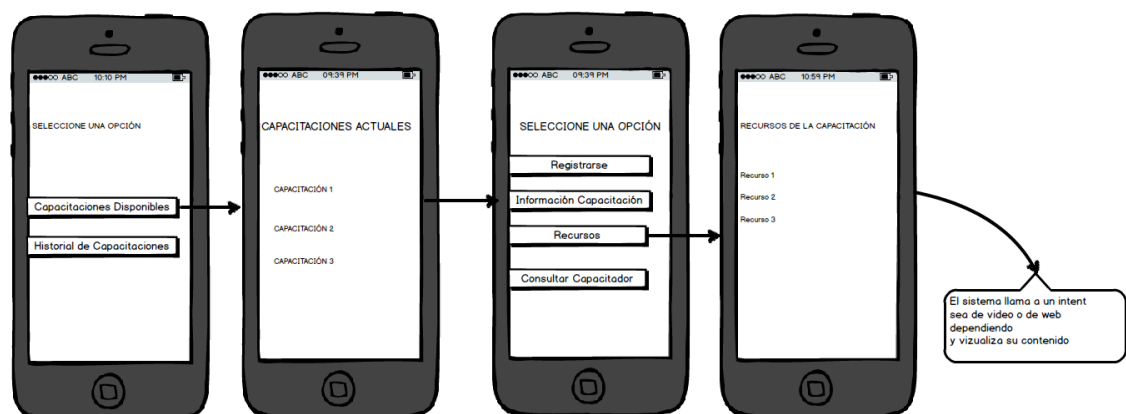 ABC 10:10 PM
SELECCIONE UNA OPCIÓN
Capacitaciones Disponibles
Historial de Capacitaciones
ABC 09:39 PM
CAPACITACIONES ACTUALES
CAPACITACIÓN 1
CAPACITACIÓN 2
CAPACITACIÓN 3
ABC 09:39 PM
SELECCIONE UNA OPCIÓN
Registrarse
Información Capacitación
Recursos
Consultar Capacitador
ABC 10:59 PM
RECURSOS DE LA CAPACITACIÓN
Recurso 1
Recurso 2
Recurso 3
El sistema llama a un intent
sea de video o de web
dependiendo
y vizualiza su contenido